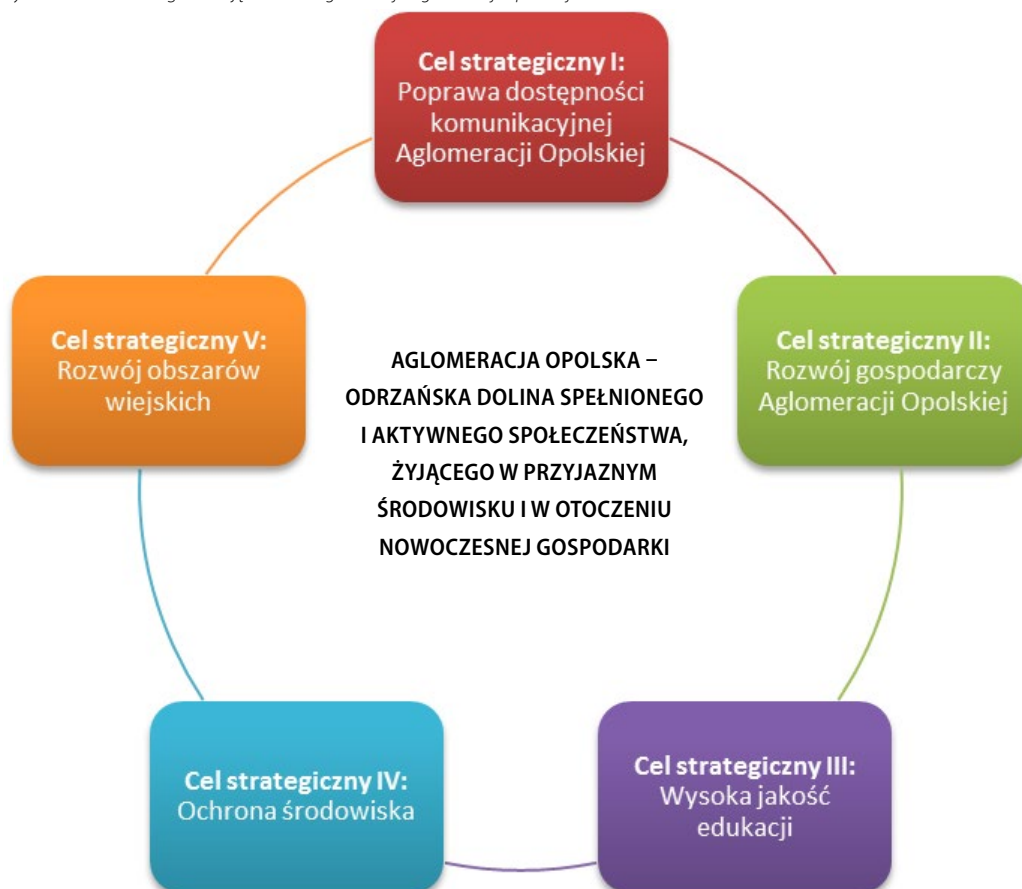 Cel strategiczny I:
Poprawa dostępności
komunikacyjnej
Aglomeracji Opolskiej
Cel strategiczny II:
Rozwój gospodarczy
Aglomeracji Opolskiej
Cel strategiczny III:
Wysoka jakość
edukacji
Cel strategiczny IV:
Ochrona środowiska
Cel strategiczny V:
Rozwój obszarów
wiejskich
AGLOMERACJA OPOLSKA –
ODRZAŃSKA DOLINA SPEŁNIONEGO
I AKTYWNEGO SPOŁECZEŃSTWA,
ŻYJĄCEGO W PRZYJAZNYM
ŚRODOWISKU I W OTOCZENIU
NOWOCZESNEJ GOSPODARKI